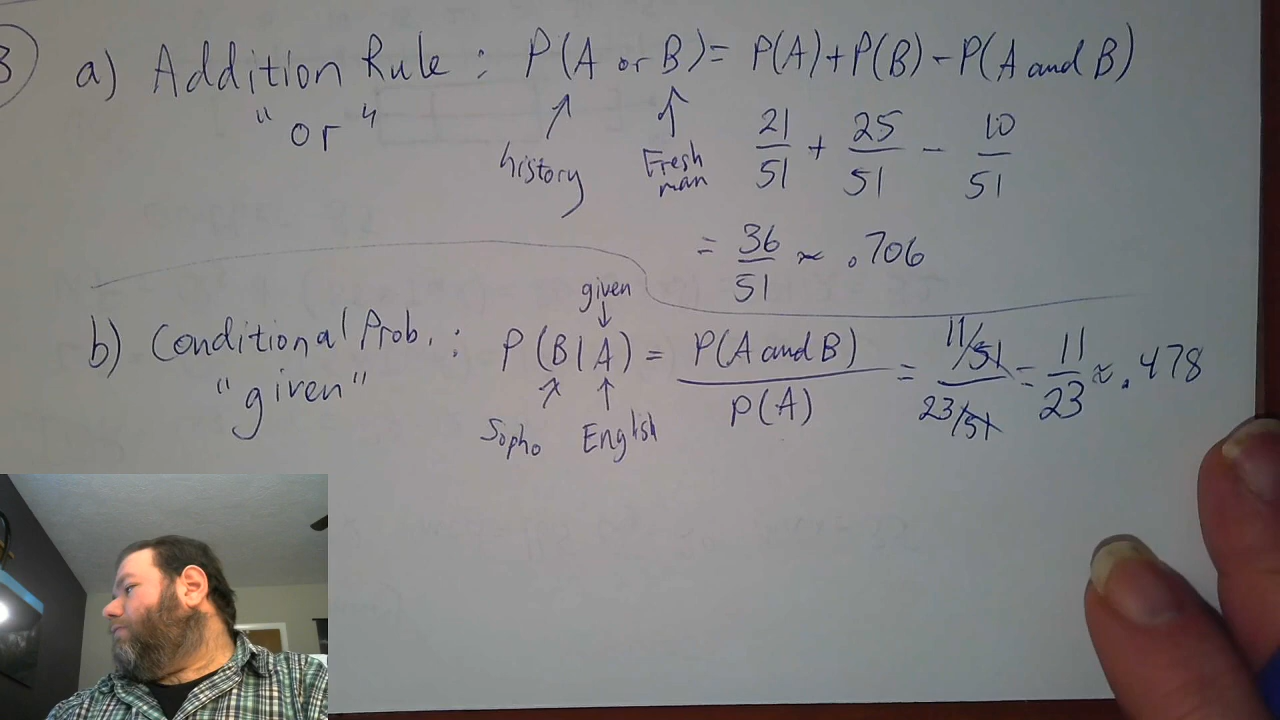 3
a) Addition Rule : P(A or B) = P(A) + P(B) - P(A and B)
"or"
history
Fresh
man
21/51 + 25/51 - 10/51
= 36/51 ≈ .706
given
b) Conditional Prob. : P(B|A) = P(A and B)/P(A) = 11/51/23/51 = 11/23 ≈ .478
"given"
Sopho English